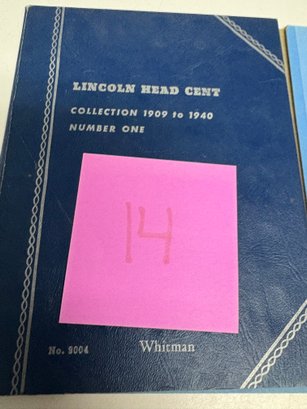 LINCOLN HEAD CENT
COLLECTION 1909 to 1940
NUMBER ONE
14
No. 9004
Whitman